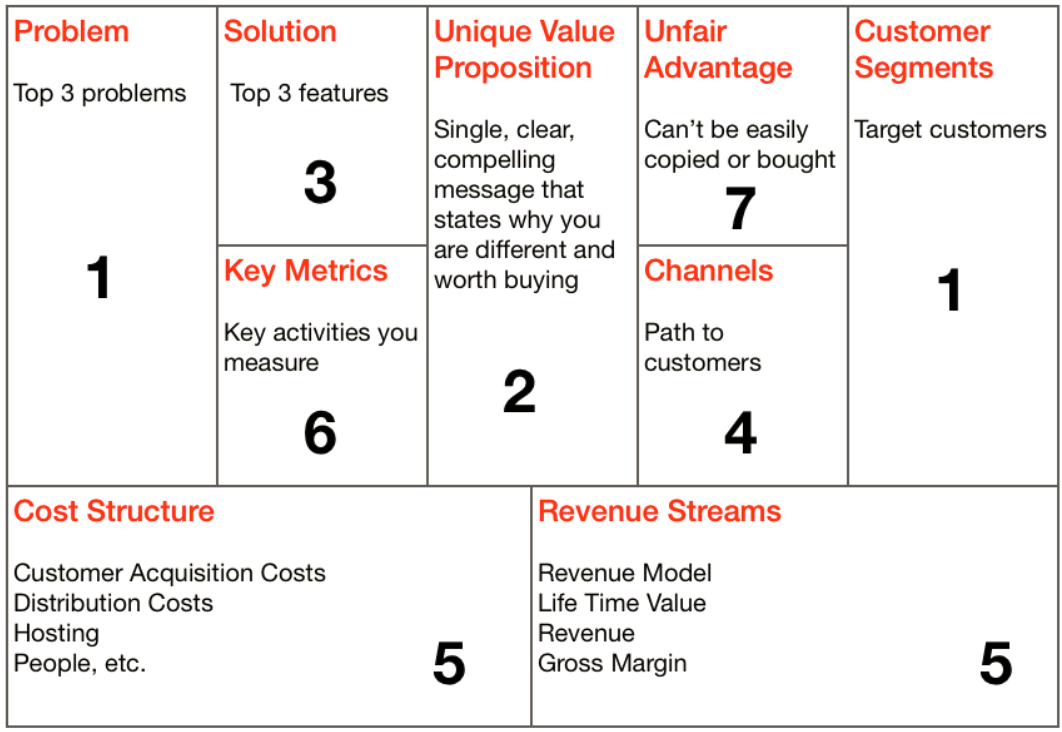 Problem
Top 3 problems
1
Solution
Top 3 features
3
Key Metrics
Key activities you
measure
6
Unique Value
Proposition
Single, clear,
compelling
message that
states why you
are different and
worth buying
2
Unfair
Advantage
Can't be easily
copied or bought
7
Channels
Path to
customers
4
Customer
Segments
Target customers
1
Cost Structure
Customer Acquisition Costs
Distribution Costs
Hosting
People, etc.
5
Revenue Streams
Revenue Model
Life Time Value
Revenue
Gross Margin
5